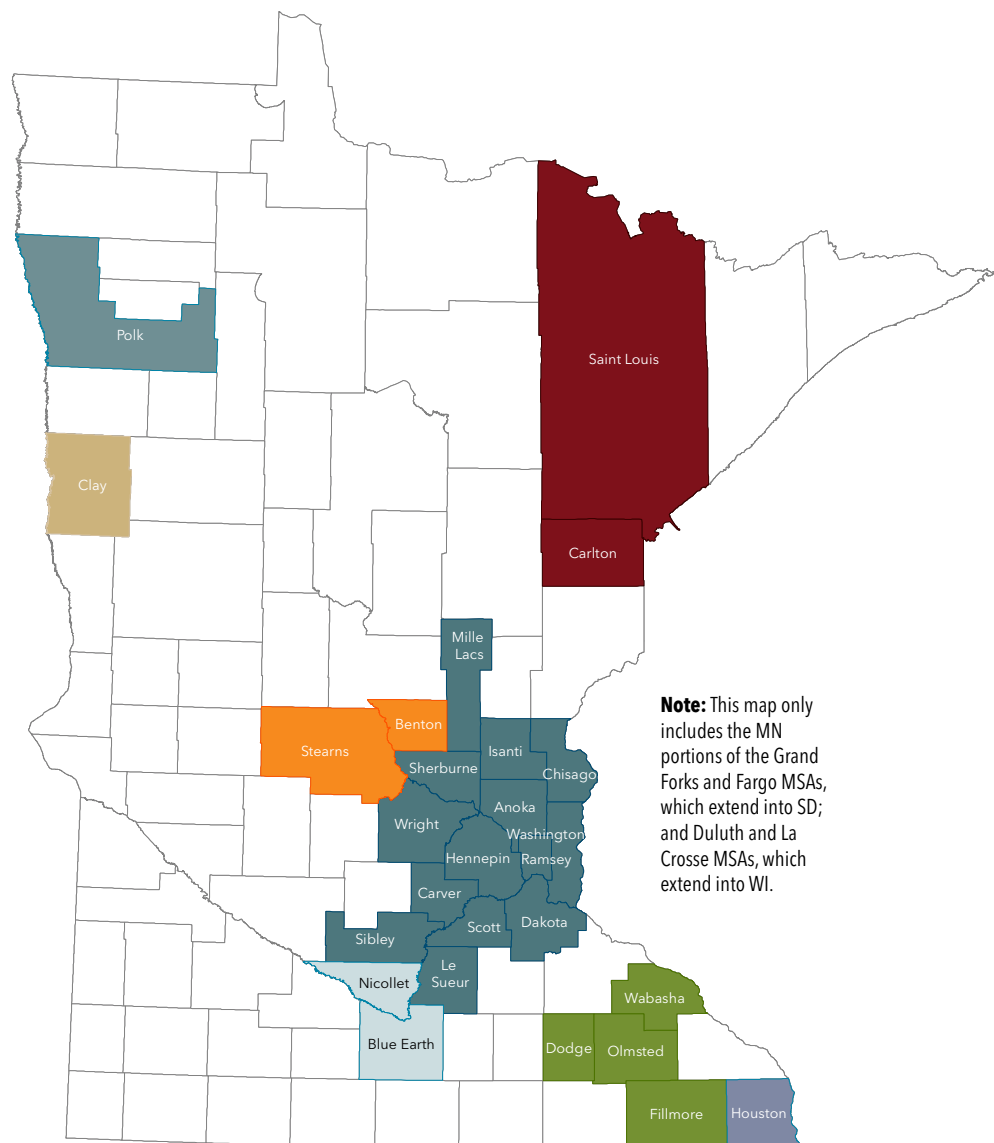 Polk
Saint Louis
Clay
Carlton
Mille
Lacs
Note: This map only
includes the MN
portions of the Grand
Forks and Fargo MSAs,
which extend into SD;
and Duluth and La
Crosse MSAs, which
extend into WI.
Benton
Stearns
Isanti
Sherburne
Chisago
Anoka
Wright
Washington
Hennepin
Ramsey
Carver
Dakota
Scott
Sibley
Le
Sueur
Nicollet
Wabasha
Blue Earth
Dodge
Olmsted
Fillmore
Houston